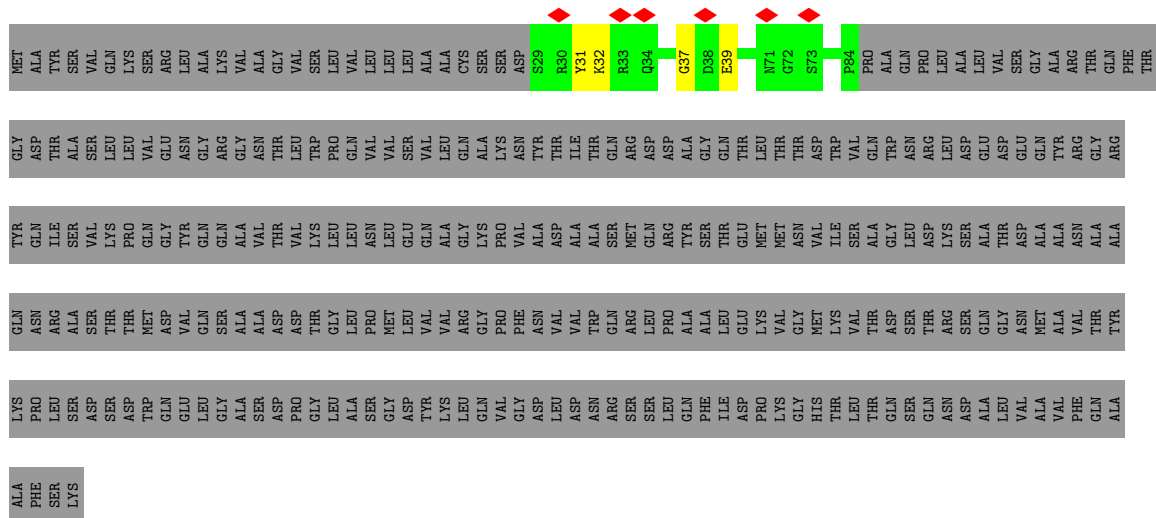 MET ALA TYR SER VAL GLN LYS SER ARG LEU ALA LYS VAL ALA GLY VAL SER LEU VAL LEU LEU LEU ALA ALA CYS SER SER ASP S29 R30 Y31 K32 R33 Q34 G37 D38 E39 N71 G72 S73 P84 PRO ALA GLN PRO LEU ALA LEU VAL SER GLY ALA ARG THR GLN PHE THR
GLY ASP THR ALA SER LEU LEU VAL GLU ASN GLY ARG GLY ASN THR LEU TRP PRO GLN VAL VAL SER VAL LEU GLN ALA LYS ASN TYR THR ILE THR GLN ARG ASP ASP ALA GLY GLN THR LEU THR THR ASP TRP VAL GLN TRP ASN ARG LEU ASP GLU ASP GLU GLN TYR ARG GLY ARG
TYR GLN ILE SER VAL LYS PRO GLN GLY TYR GLN GLN ALA VAL THR VAL LYS LEU LEU ASN LEU GLU GLN ALA GLY LYS PRO VAL ALA ASP ALA ALA SER MET GLN ARG TYR SER THR GLU MET MET ASN VAL ILE SER ALA GLY LEU ASP LYS SER ALA THR ASP ALA ALA ASN ALA ALA
GLN ASN ARG ALA SER THR THR MET ASP VAL GLN SER ALA ALA ASP ASP THR GLY LEU PRO MET LEU VAL VAL ARG GLY PRO PHE ASN VAL VAL TRP GLN ARG LEU PRO ALA ALA LEU GLU LYS VAL GLY MET LYS VAL THR ASP SER THR ARG SER GLN GLY ASN MET ALA VAL THR TYR
LYS PRO LEU SER ASP SER ASP TRP GLN GLU LEU GLY ALA SER ASP PRO GLY LEU ALA SER GLY ASP TYR LYS LEU GLN VAL GLY ASP LEU ASP ASN ARG SER SER LEU GLN PHE ILE ASP PRO LYS GLY HIS THR LEU THR GLN SER GLN ASN ASP ALA LEU VAL ALA VAL PHE GLN ALA
ALA PHE SER LYS